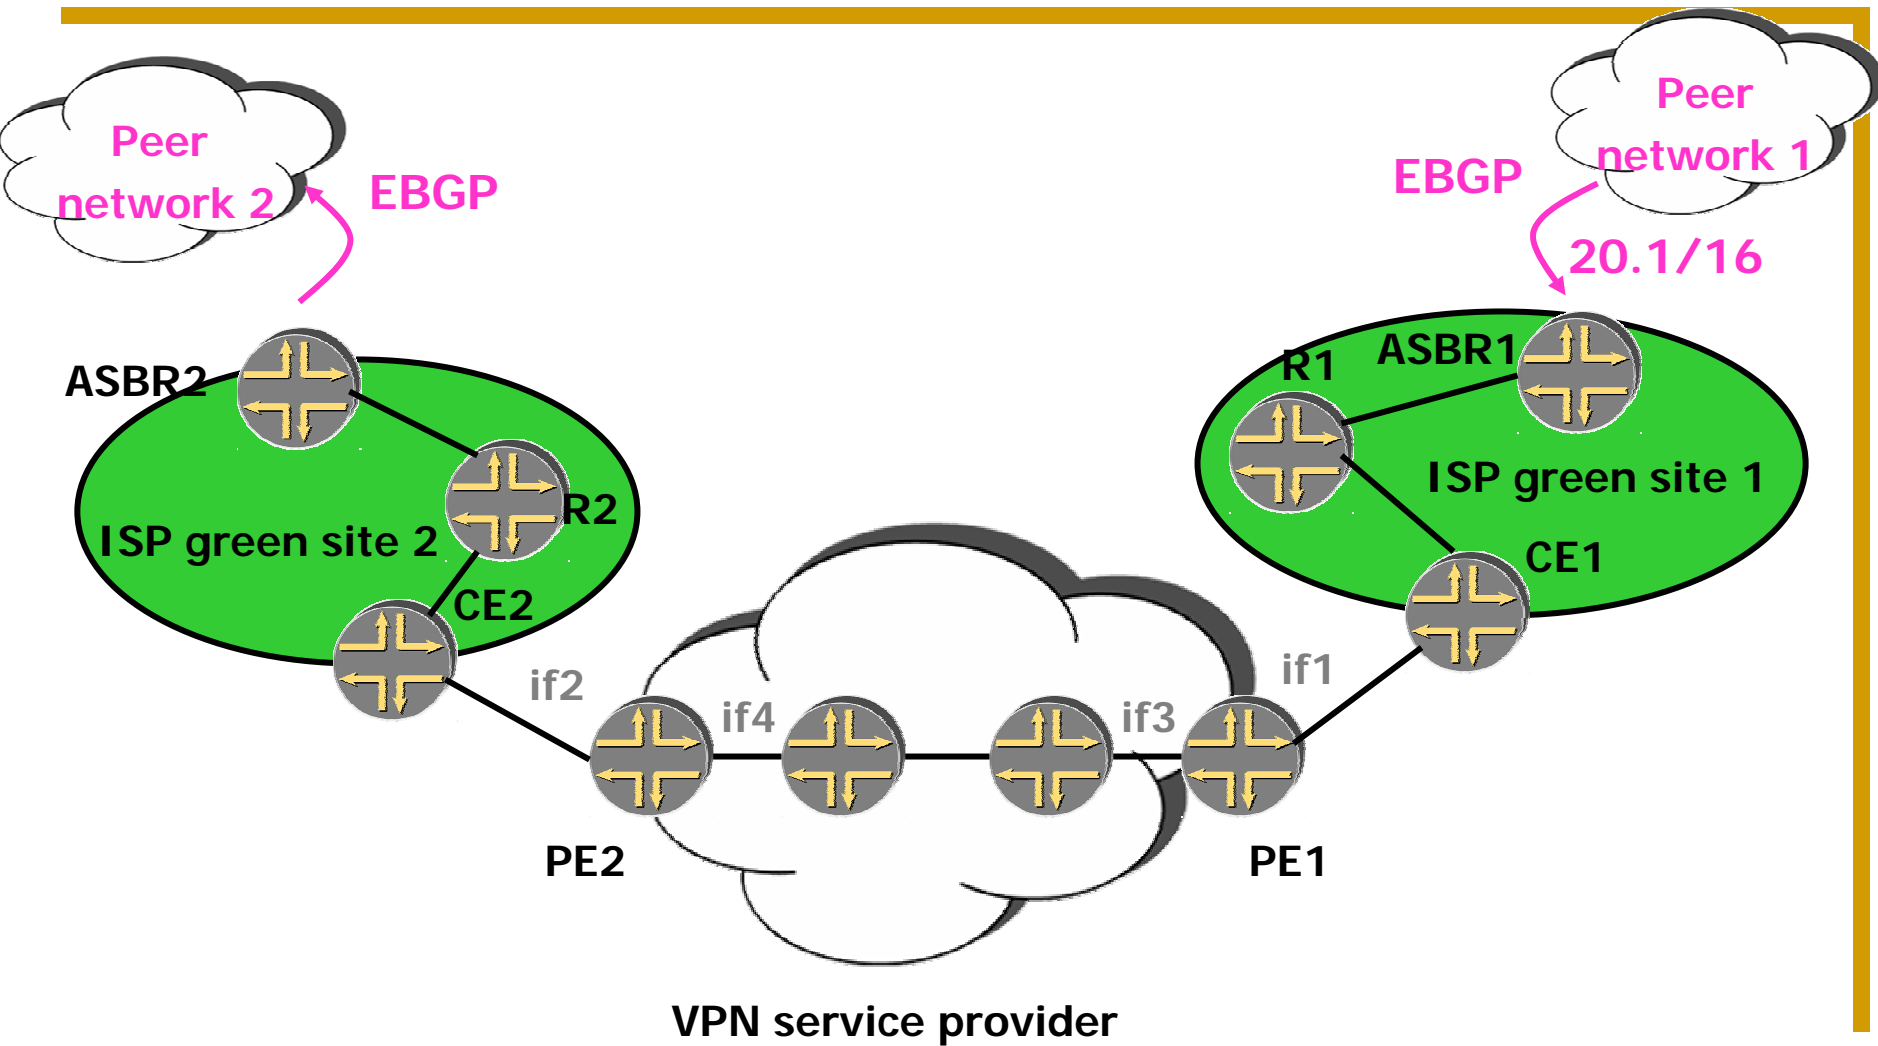 Peer
network 2
EBGP
Peer
network 1
EBGP
20.1/16
ASBR2
R2
ISP green site 2
CE2
R1
ASBR1
ISP green site 1
CE1
if2
if4
if3
if1
PE2
PE1
VPN service provider